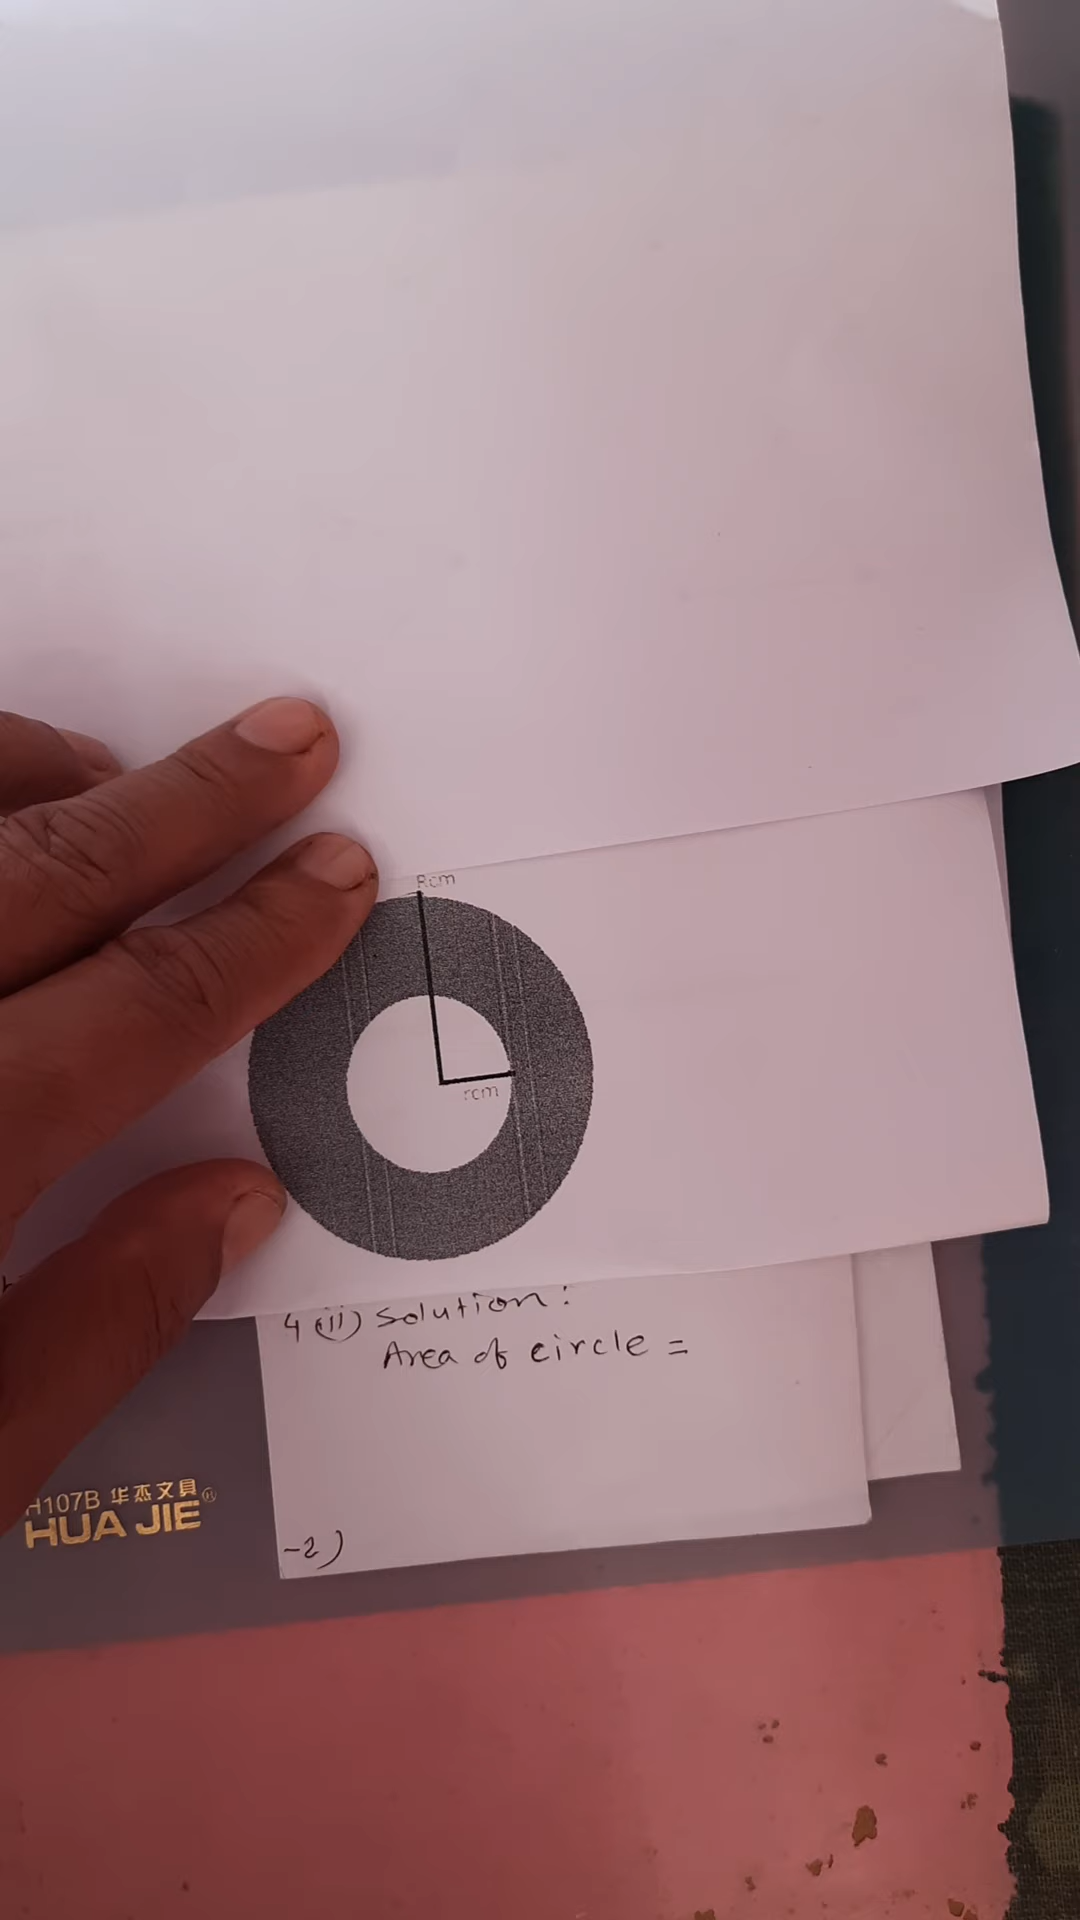 Rcm
rcm
4 (ii) Solution:
Area of circle =
H107B 华杰文具®
HUA JIE
-2)